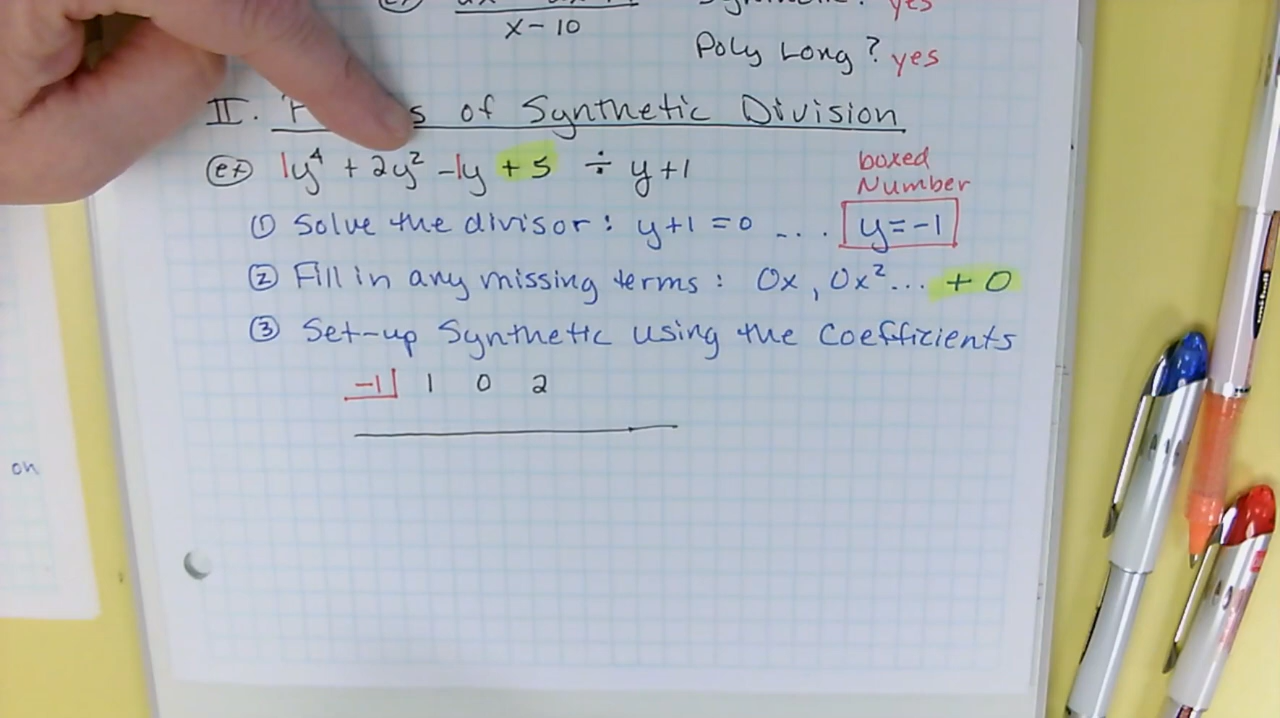 x - 10
yes
Poly Long? yes
II. of Synthetic Division
ex 1y⁴ + 2y² - 1y + 5 ÷ y + 1
boxed
Number
① Solve the divisor: y + 1 = 0 ... y = -1
② Fill in any missing terms: 0x, 0x² ... + 0
③ Set-up Synthetic using the Coefficients
-1 1 0 2
on